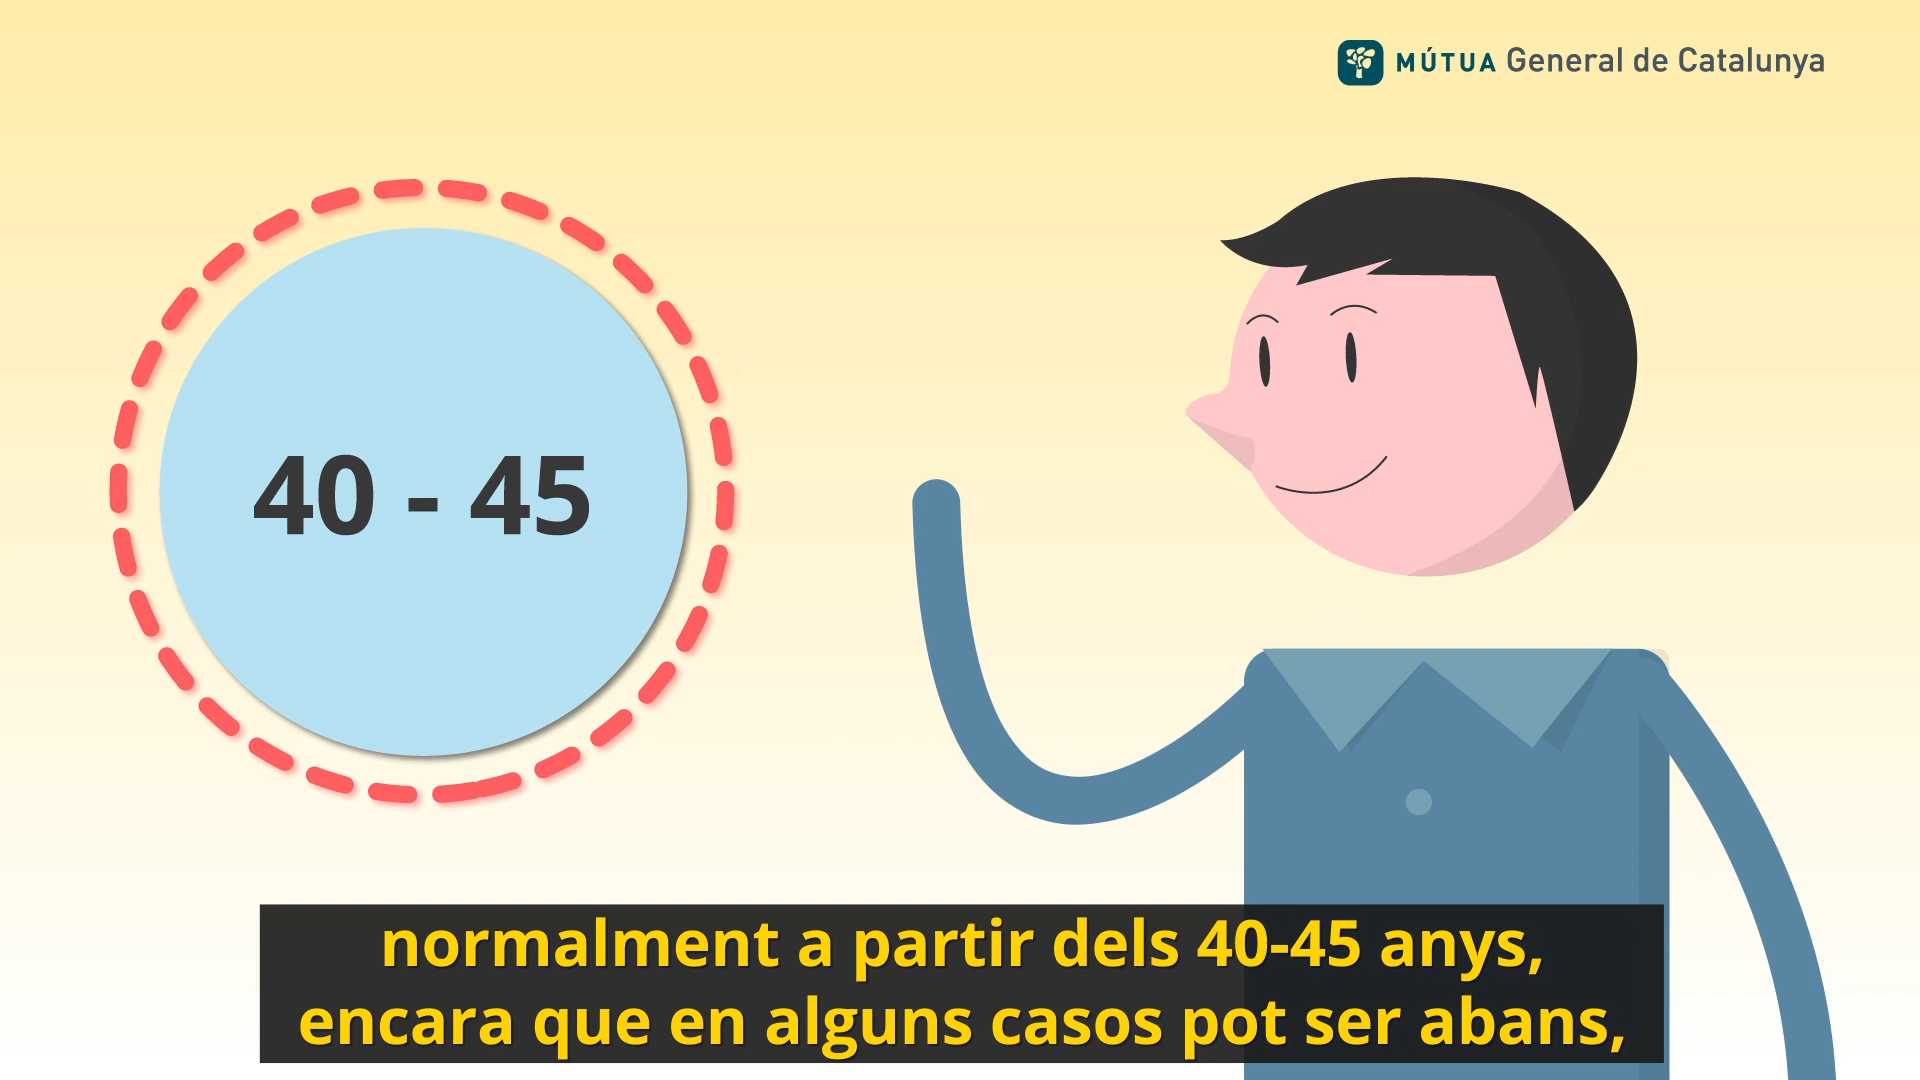 MÚTUA General de Catalunya
40 - 45
normalment a partir dels 40-45 anys,
encara que en alguns casos pot ser abans,